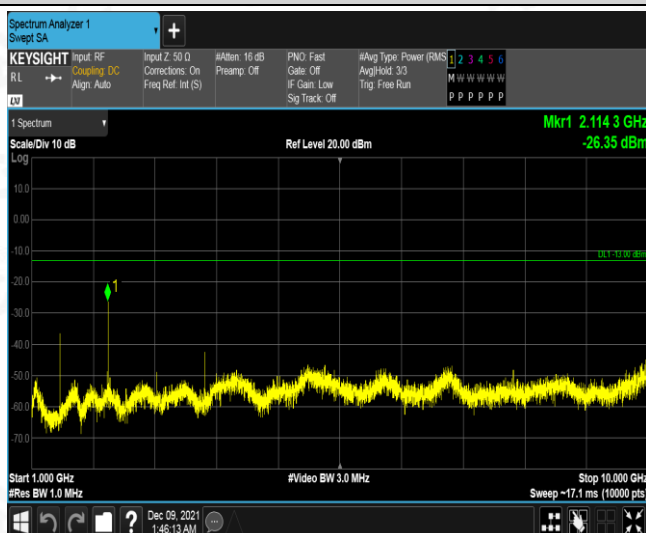 Spectrum Analyzer 1
Swept SA
+
KEYSIGHT
RL
LXI
Input: RF
Coupling: DC
Align: Auto
Input Z: 50 Ω
Corrections: On
Freq Ref: Int (S)
#Atten: 16 dB
Preamp: Off
PNO: Fast
Gate: Off
IF Gain: Low
Sig Track: Off
#Avg Type: Power (RMS
Avg|Hold: 3/3
Trig: Free Run
1 2 3 4 5 6
M W W W W W
P P P P P P
1 Spectrum
Mkr1 2.114 3 GHz
Scale/Div 10 dB
Ref Level 20.00 dBm
-26.35 dBm
Log
10.0
0.00
-10.0
DL1 -13.00 dBm
-20.0
1
-30.0
-40.0
-50.0
-60.0
-70.0
Start 1.000 GHz
#Video BW 3.0 MHz
Stop 10.000 GHz
#Res BW 1.0 MHz
Sweep ~17.1 ms (10000 pts)
?
Dec 09, 2021
1:46:13 AM